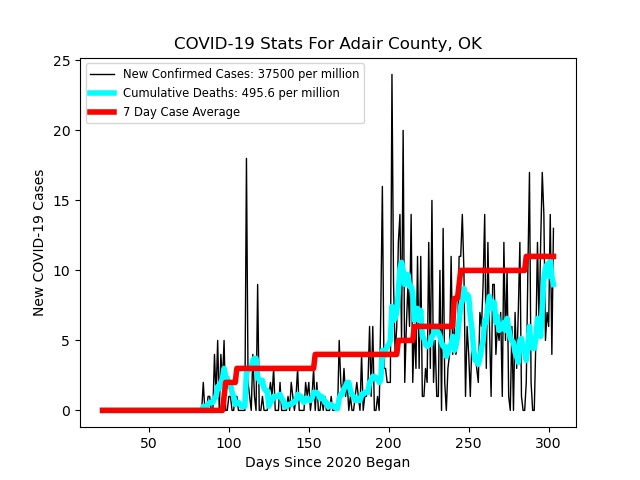 COVID-19 Stats For Adair County, OK
New Confirmed Cases: 37500 per million
Cumulative Deaths: 495.6 per million
7 Day Case Average
25
20
15
10
5
0
New COVID-19 Cases
50 100 150 200 250 300
Days Since 2020 Began